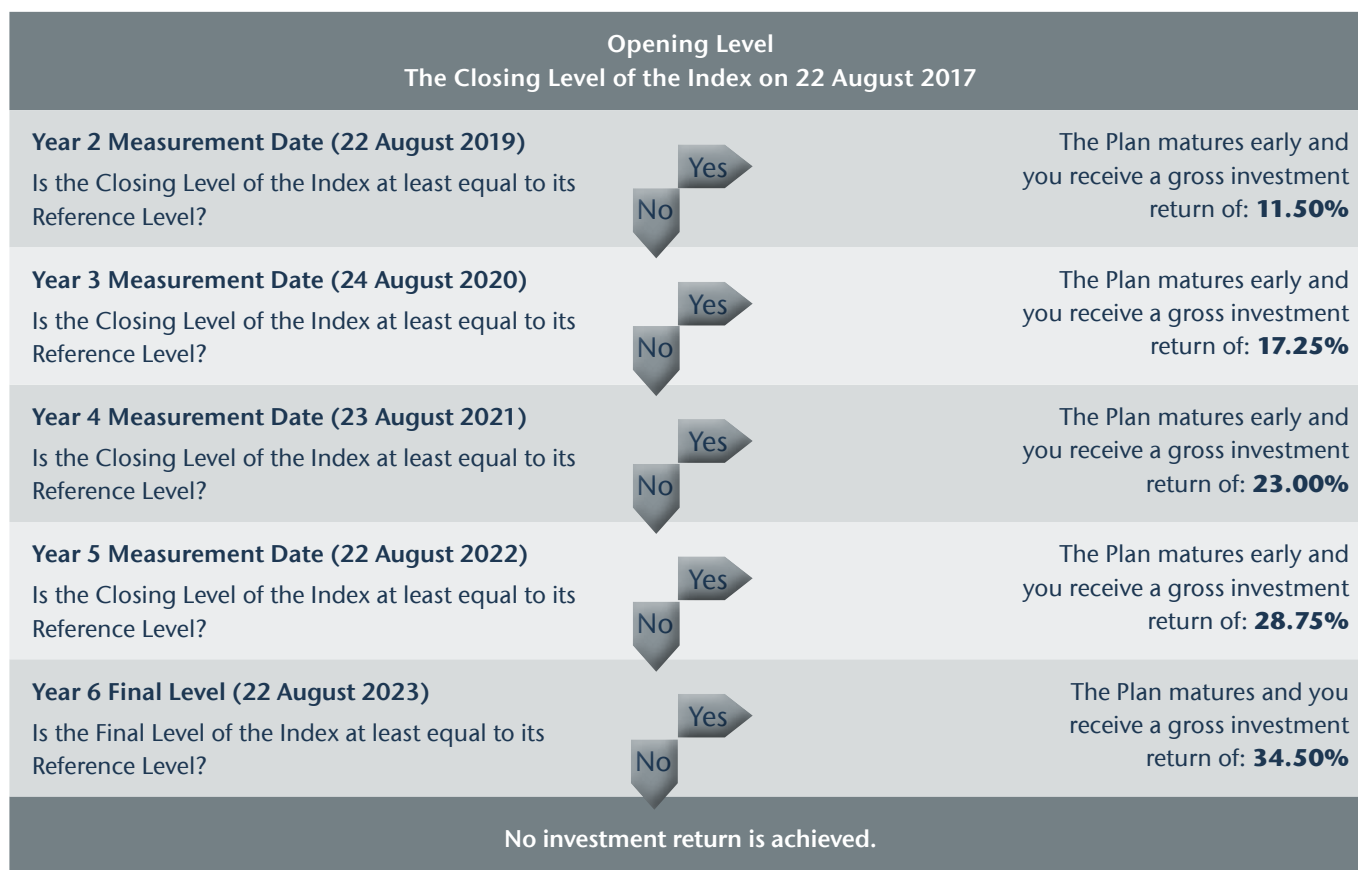 Opening Level
The Closing Level of the Index on 22 August 2017
Year 2 Measurement Date (22 August 2019)
Is the Closing Level of the Index at least equal to its
Reference Level?
Yes
No
The Plan matures early and
you receive a gross investment
return of: 11.50%
Year 3 Measurement Date (24 August 2020)
Is the Closing Level of the Index at least equal to its
Reference Level?
Yes
No
The Plan matures early and
you receive a gross investment
return of: 17.25%
Year 4 Measurement Date (23 August 2021)
Is the Closing Level of the Index at least equal to its
Reference Level?
Yes
No
The Plan matures early and
you receive a gross investment
return of: 23.00%
Year 5 Measurement Date (22 August 2022)
Is the Closing Level of the Index at least equal to its
Reference Level?
Yes
No
The Plan matures early and
you receive a gross investment
return of: 28.75%
Year 6 Final Level (22 August 2023)
Is the Final Level of the Index at least equal to its
Reference Level?
Yes
No
The Plan matures and you
receive a gross investment
return of: 34.50%
No investment return is achieved.